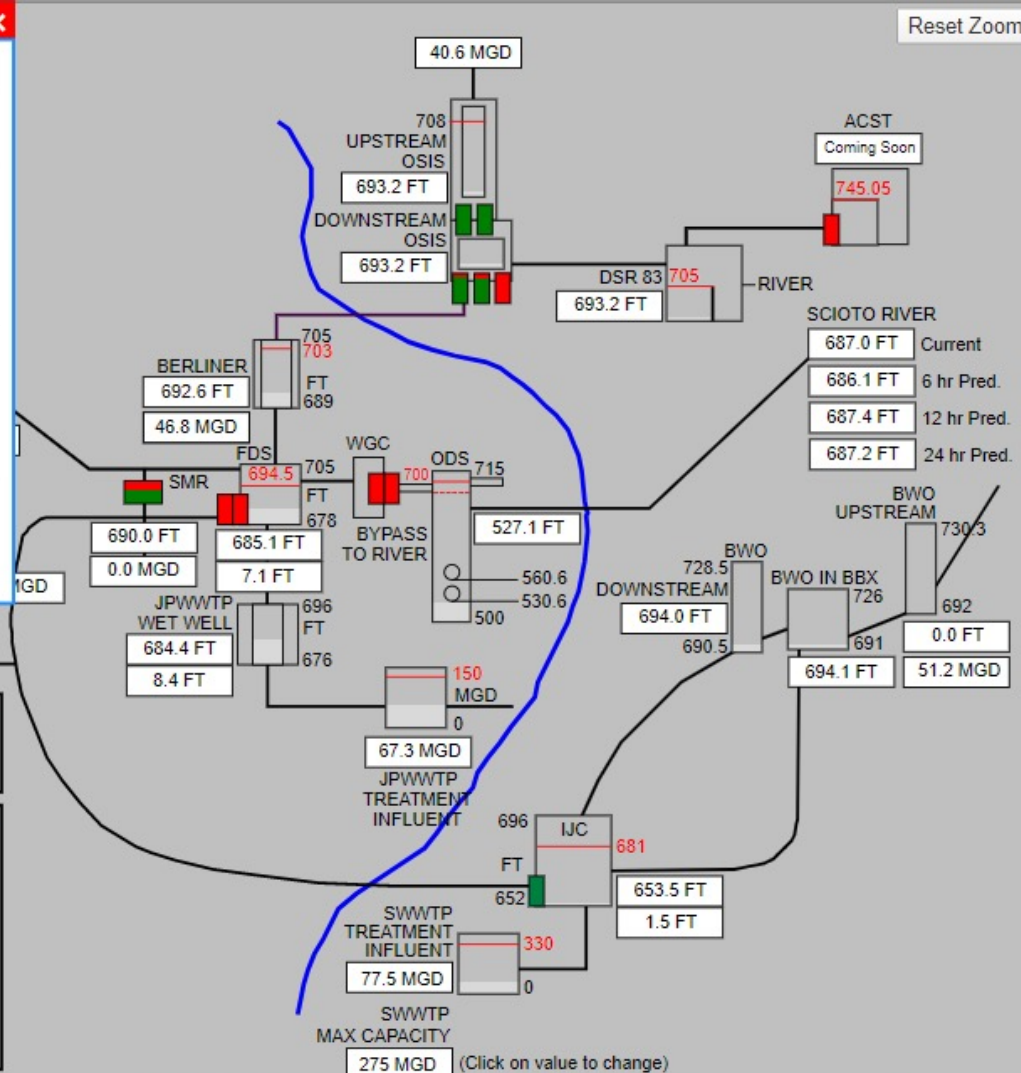 Reset Zoom
40.6 MGD
708
UPSTREAM
OSIS
693.2 FT
DOWNSTREAM
OSIS
693.2 FT
ACST
Coming Soon
745.05
DSR 83
705
RIVER
693.2 FT
SCIOTO RIVER
687.0 FT Current
686.1 FT 6 hr Pred.
687.4 FT 12 hr Pred.
687.2 FT 24 hr Pred.
705
703
BERLINER
692.6 FT
FT
689
46.8 MGD
FDS
694.5
705
FT
678
SMR
690.0 FT
0.0 MGD
685.1 FT
7.1 FT
WGC
700
ODS
715
BYPASS
TO RIVER
527.1 FT
560.6
530.6
500
MGD
JPWWTP
WET WELL
696
FT
676
684.4 FT
8.4 FT
150
MGD
0
67.3 MGD
JPWWTP
TREATMENT
INFLUENT
BWO
UPSTREAM
730.3
692
0.0 FT
51.2 MGD
BWO
728.5
DOWNSTREAM
694.0 FT
690.5
BWO IN BBX
726
691
694.1 FT
696
IJC
681
FT
652
653.5 FT
1.5 FT
SWWTP
TREATMENT
INFLUENT
330
77.5 MGD
0
SWWTP
MAX CAPACITY
275 MGD (Click on value to change)